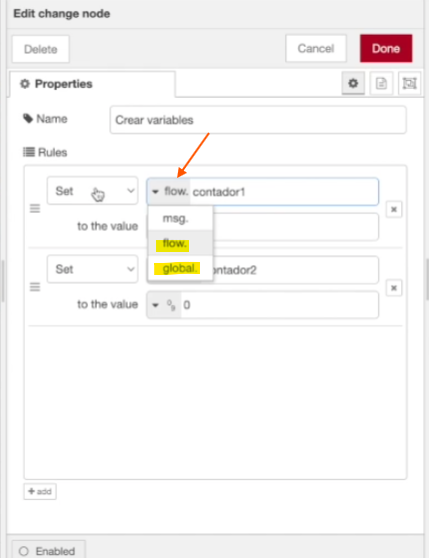 Edit change node
Delete
Cancel
Done
Properties
Name
Crear variables
Rules
Set
flow. contador1
msg.
to the value
flow.
Set
global.
ontador2
to the value
0
add
Enabled